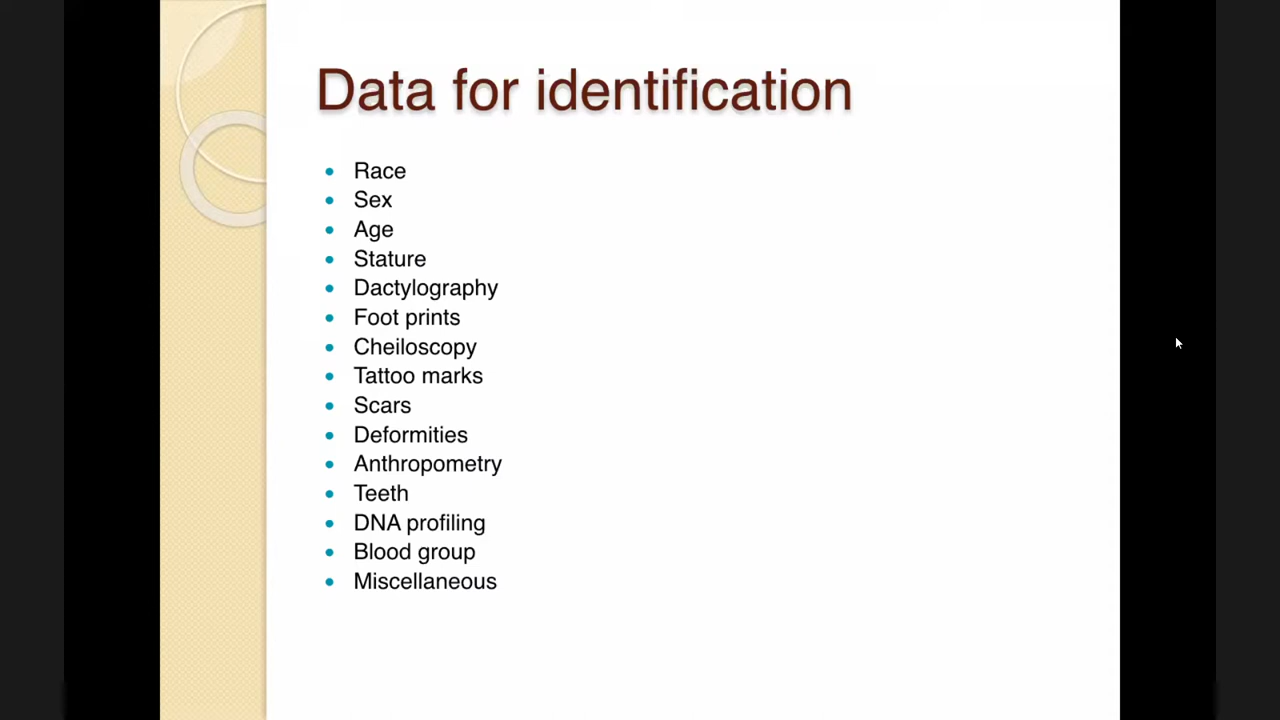 Data for identification
• Race
• Sex
• Age
• Stature
• Dactylography
• Foot prints
• Cheiloscopy
• Tattoo marks
• Scars
• Deformities
• Anthropometry
• Teeth
• DNA profiling
• Blood group
• Miscellaneous